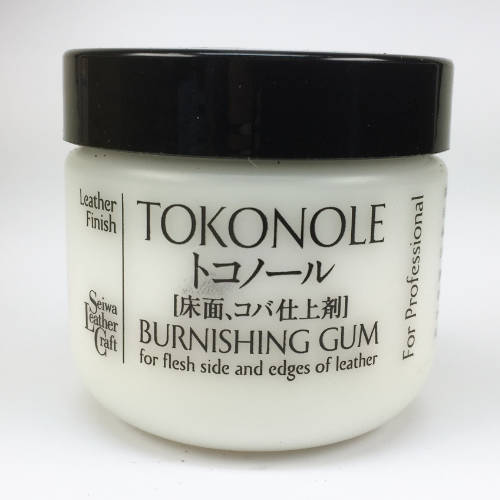 Leather
Finish
Seiwa
Leather
Craft
TOKONOLE
トコノール
[床面、コバ仕上剤]
BURNISHING GUM
for flesh side and edges of leather
For Professional